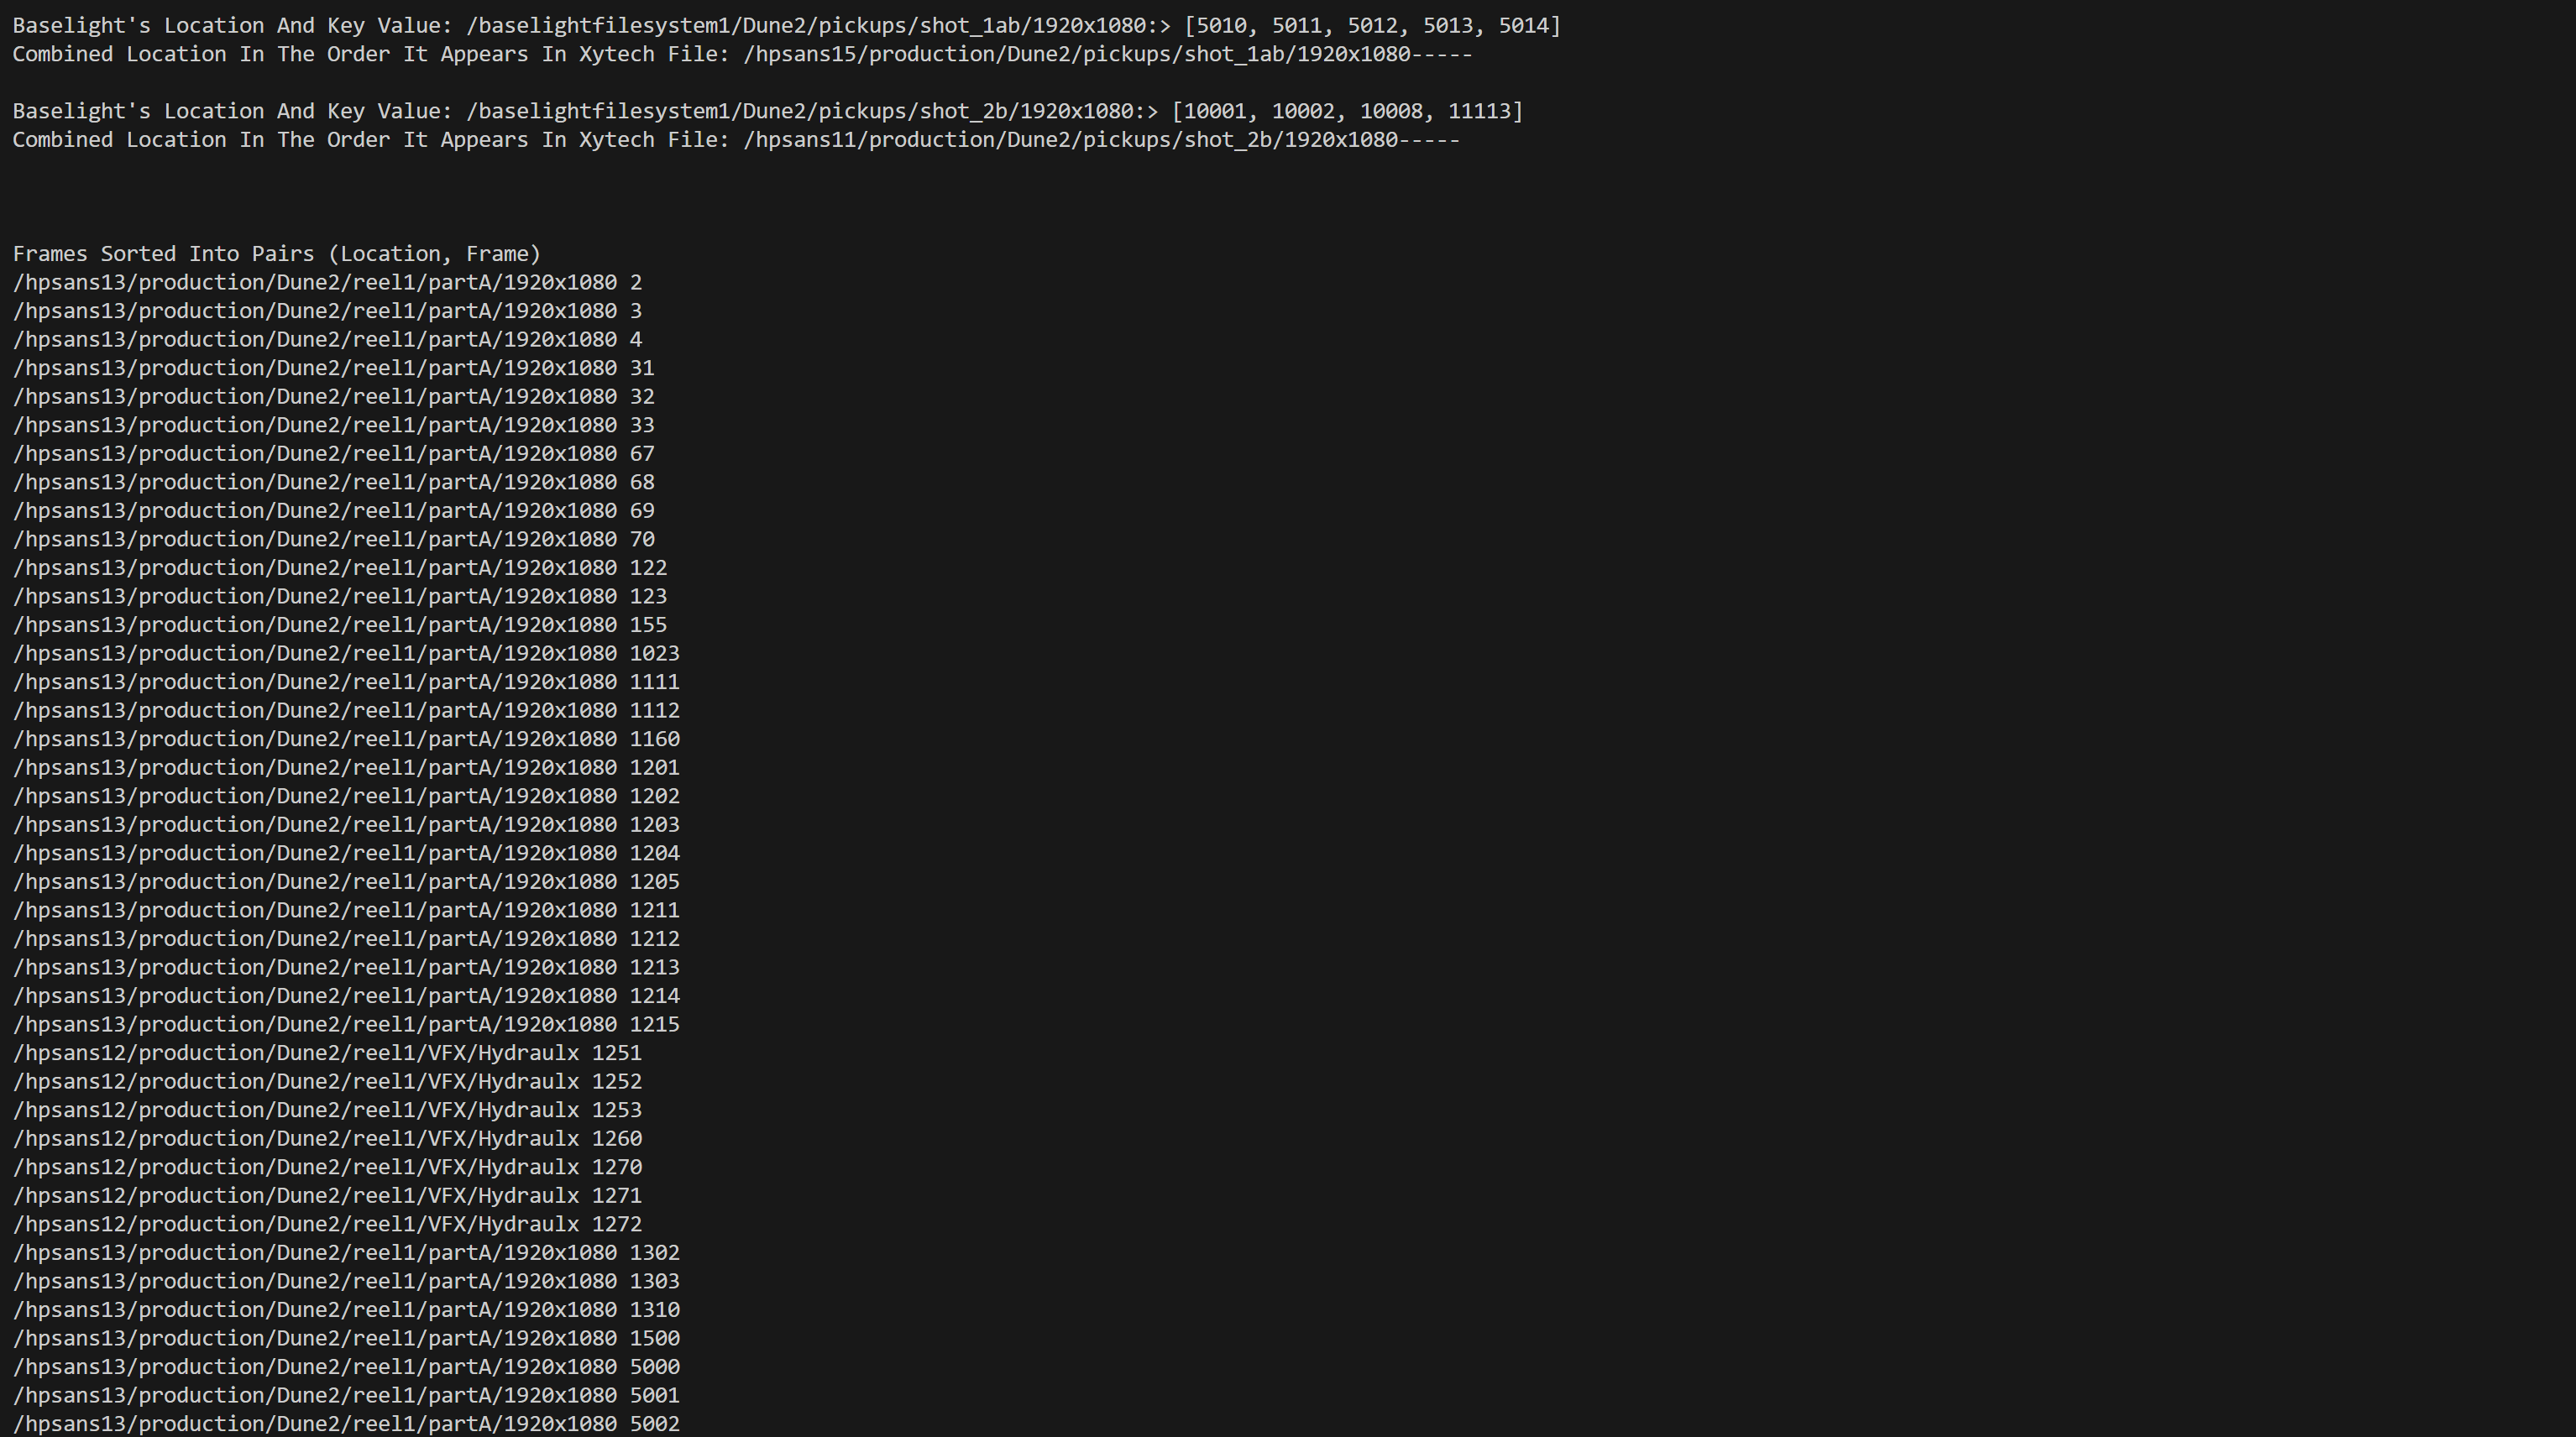 Baselight's Location And Key Value: /baselightfilesystem1/Dune2/pickups/shot_1ab/1920x1080:> [5010, 5011, 5012, 5013, 5014]
Combined Location In The Order It Appears In Xytech File: /hpsans15/production/Dune2/pickups/shot_1ab/1920x1080-----
Baselight's Location And Key Value: /baselightfilesystem1/Dune2/pickups/shot_2b/1920x1080:> [10001, 10002, 10008, 11113]
Combined Location In The Order It Appears In Xytech File: /hpsans11/production/Dune2/pickups/shot_2b/1920x1080-----
Frames Sorted Into Pairs (Location, Frame)
/hpsans13/production/Dune2/reel1/partA/1920x1080 2
/hpsans13/production/Dune2/reel1/partA/1920x1080 3
/hpsans13/production/Dune2/reel1/partA/1920x1080 4
/hpsans13/production/Dune2/reel1/partA/1920x1080 31
/hpsans13/production/Dune2/reel1/partA/1920x1080 32
/hpsans13/production/Dune2/reel1/partA/1920x1080 33
/hpsans13/production/Dune2/reel1/partA/1920x1080 67
/hpsans13/production/Dune2/reel1/partA/1920x1080 68
/hpsans13/production/Dune2/reel1/partA/1920x1080 69
/hpsans13/production/Dune2/reel1/partA/1920x1080 70
/hpsans13/production/Dune2/reel1/partA/1920x1080 122
/hpsans13/production/Dune2/reel1/partA/1920x1080 123
/hpsans13/production/Dune2/reel1/partA/1920x1080 155
/hpsans13/production/Dune2/reel1/partA/1920x1080 1023
/hpsans13/production/Dune2/reel1/partA/1920x1080 1111
/hpsans13/production/Dune2/reel1/partA/1920x1080 1112
/hpsans13/production/Dune2/reel1/partA/1920x1080 1160
/hpsans13/production/Dune2/reel1/partA/1920x1080 1201
/hpsans13/production/Dune2/reel1/partA/1920x1080 1202
/hpsans13/production/Dune2/reel1/partA/1920x1080 1203
/hpsans13/production/Dune2/reel1/partA/1920x1080 1204
/hpsans13/production/Dune2/reel1/partA/1920x1080 1205
/hpsans13/production/Dune2/reel1/partA/1920x1080 1211
/hpsans13/production/Dune2/reel1/partA/1920x1080 1212
/hpsans13/production/Dune2/reel1/partA/1920x1080 1213
/hpsans13/production/Dune2/reel1/partA/1920x1080 1214
/hpsans13/production/Dune2/reel1/partA/1920x1080 1215
/hpsans12/production/Dune2/reel1/VFX/Hydraulx 1251
/hpsans12/production/Dune2/reel1/VFX/Hydraulx 1252
/hpsans12/production/Dune2/reel1/VFX/Hydraulx 1253
/hpsans12/production/Dune2/reel1/VFX/Hydraulx 1260
/hpsans12/production/Dune2/reel1/VFX/Hydraulx 1270
/hpsans12/production/Dune2/reel1/VFX/Hydraulx 1271
/hpsans12/production/Dune2/reel1/VFX/Hydraulx 1272
/hpsans13/production/Dune2/reel1/partA/1920x1080 1302
/hpsans13/production/Dune2/reel1/partA/1920x1080 1303
/hpsans13/production/Dune2/reel1/partA/1920x1080 1310
/hpsans13/production/Dune2/reel1/partA/1920x1080 1500
/hpsans13/production/Dune2/reel1/partA/1920x1080 5000
/hpsans13/production/Dune2/reel1/partA/1920x1080 5001
/hpsans13/production/Dune2/reel1/partA/1920x1080 5002